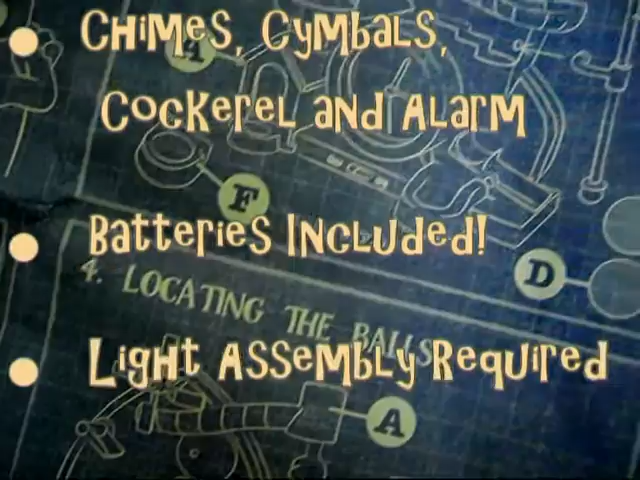 CHiMeS, CyMbaLS,
A
CocKereL aNd ALarM
F
BatterieS INcLuded!
D
4. LOCATING THE BALLS
LigHt ASSeMbLy Required
A